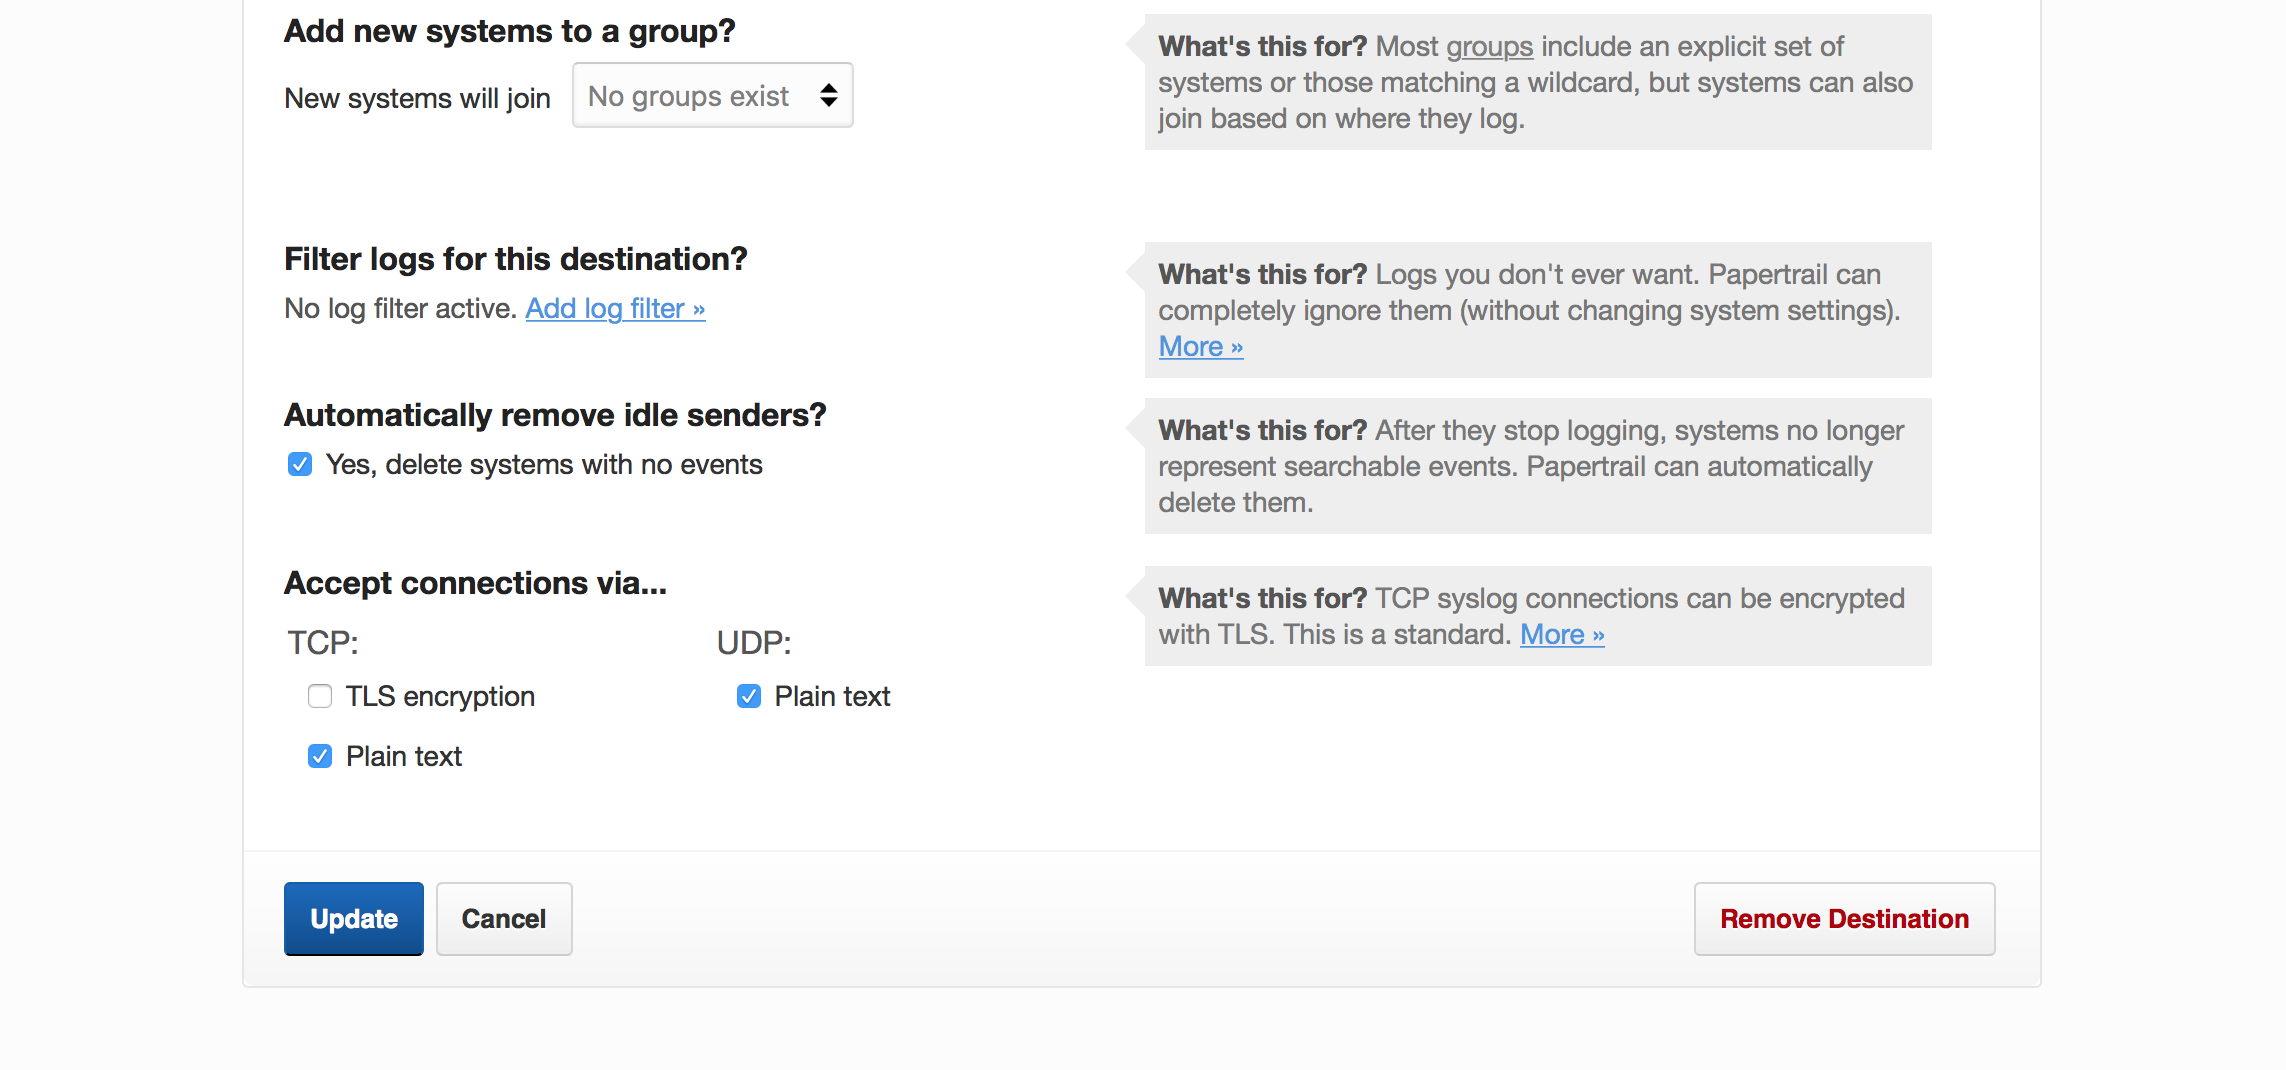 Add new systems to a group?
New systems will join No groups exist
What's this for? Most groups include an explicit set of
systems or those matching a wildcard, but systems can also
join based on where they log.
Filter logs for this destination?
No log filter active. Add log filter »
What's this for? Logs you don't ever want. Papertrail can
completely ignore them (without changing system settings).
More »
Automatically remove idle senders?
Yes, delete systems with no events
What's this for? After they stop logging, systems no longer
represent searchable events. Papertrail can automatically
delete them.
Accept connections via...
TCP:
TLS encryption
Plain text
UDP:
Plain text
What's this for? TCP syslog connections can be encrypted
with TLS. This is a standard. More »
Update
Cancel
Remove Destination